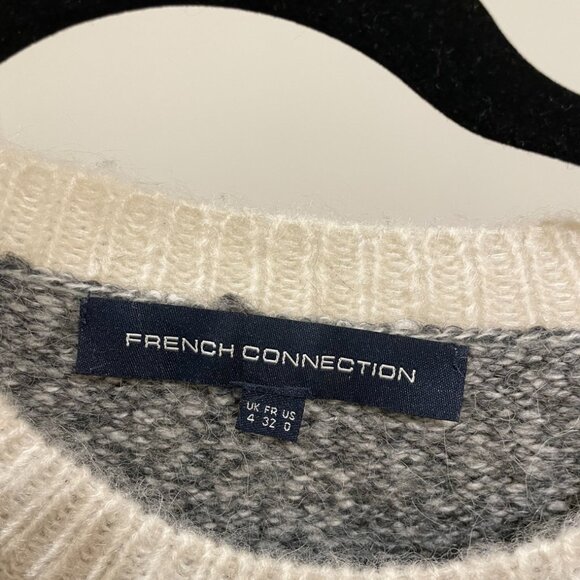 FRENCH CONNECTION
UK FR US
4 32 0